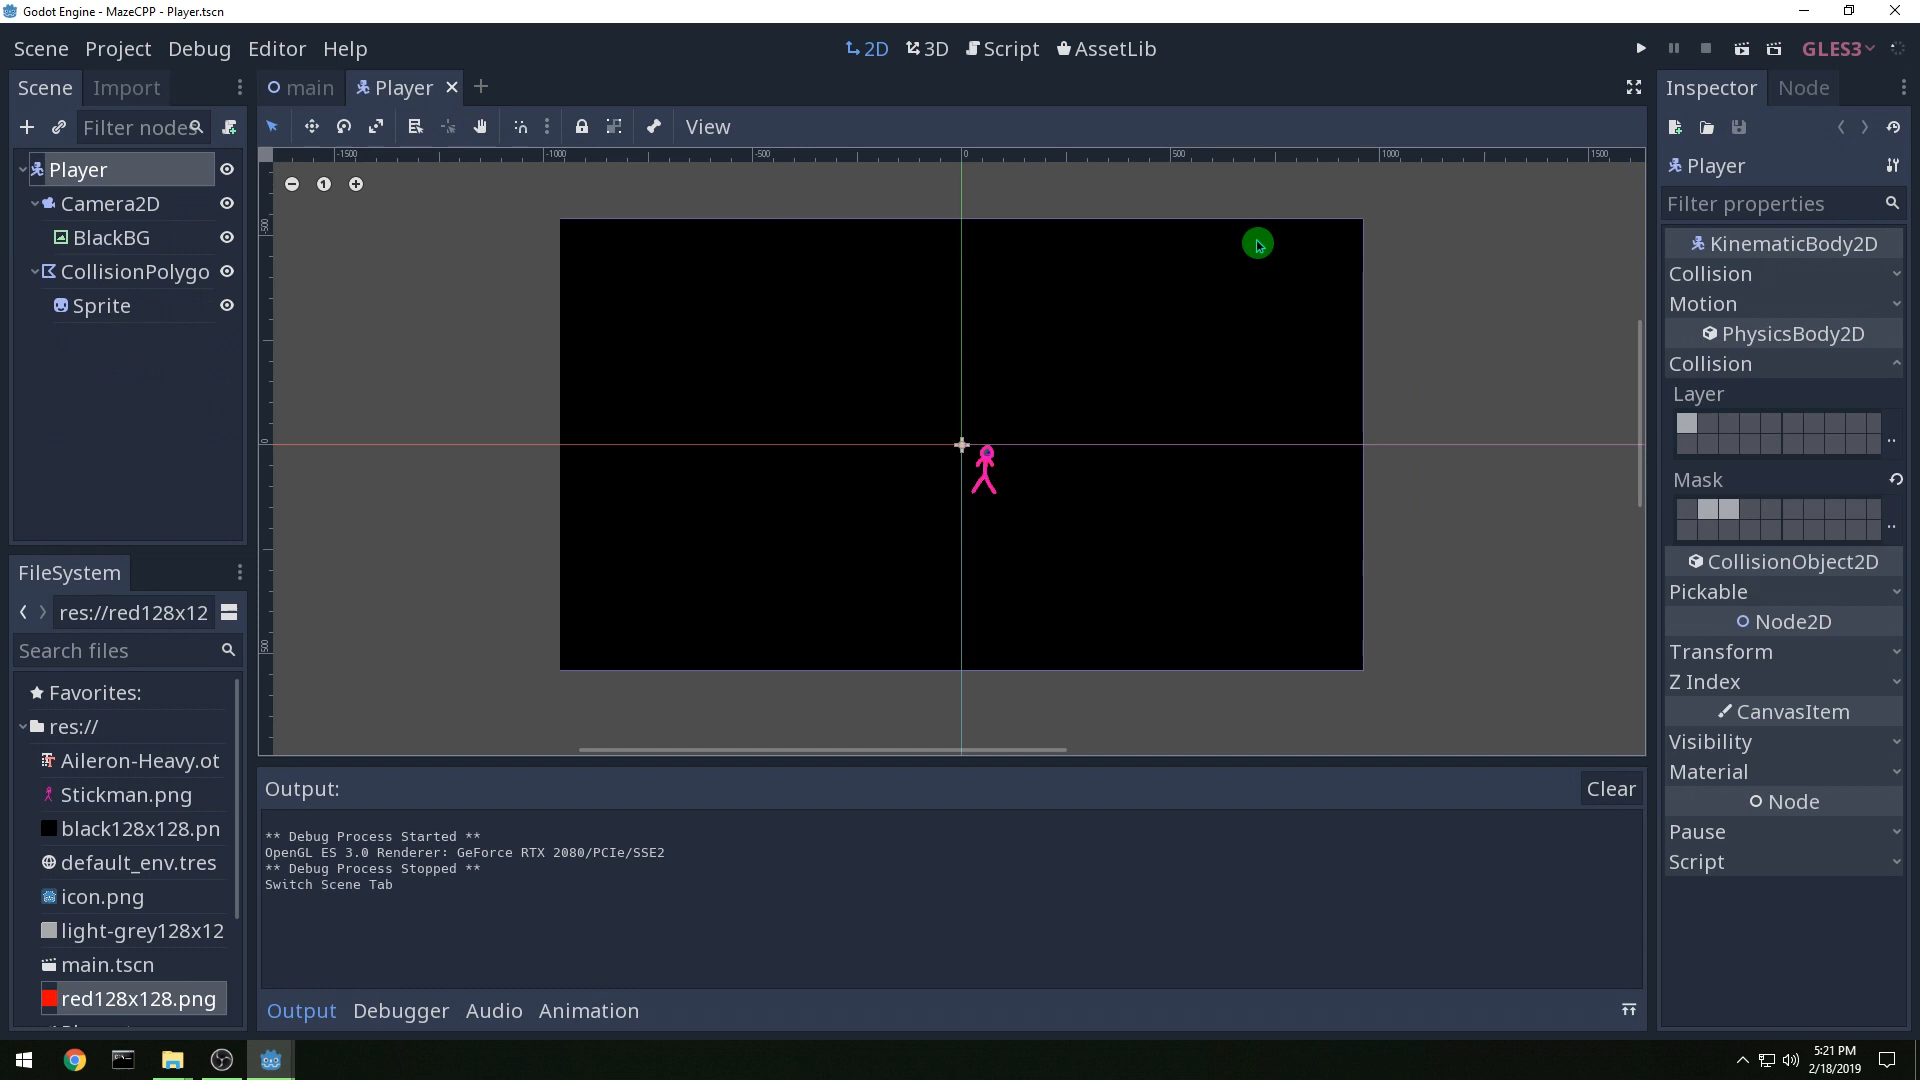 Godot Engine - MazeCPP - Player.tscn
Scene Project Debug Editor Help
2D 3D Script AssetLib
GLES3
Scene Import
main Player
Inspector Node
Filter nodes
View
-1500 -1000 -500 0 500 1000 1500
-500
0
500
1
Player
Camera2D
BlackBG
CollisionPolygo
Sprite
Player
Filter properties
KinematicBody2D
Collision
Motion
PhysicsBody2D
Collision
Layer
..
Mask
..
CollisionObject2D
Pickable
Node2D
Transform
Z Index
CanvasItem
Visibility
Material
Node
Pause
Script
FileSystem
res://red128x12
Search files
Favorites:
res://
Aileron-Heavy.ot
Stickman.png
black128x128.pn
default_env.tres
icon.png
light-grey128x12
main.tscn
red128x128.png
Output:
Clear
** Debug Process Started **
OpenGL ES 3.0 Renderer: GeForce RTX 2080/PCIe/SSE2
** Debug Process Stopped **
Switch Scene Tab
Output Debugger Audio Animation
5:21 PM
2/18/2019